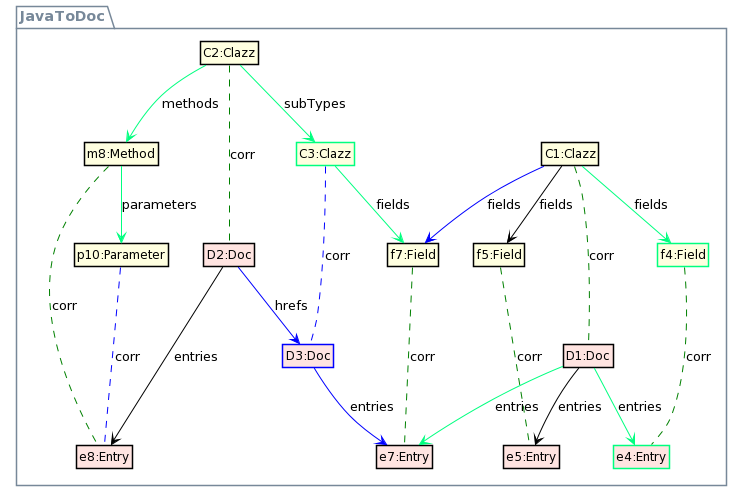 JavaToDoc
C2:Clazz
methods
subTypes
m8:Method
corr
C3:Clazz
C1:Clazz
parameters
fields
fields
fields
fields
p10:Parameter
D2:Doc
corr
f7:Field
f5:Field
corr
f4:Field
corr
hrefs
corr
entries
D3:Doc
corr
corr
D1:Doc
corr
entries
entries
entries
entries
e8:Entry
e7:Entry
e5:Entry
e4:Entry